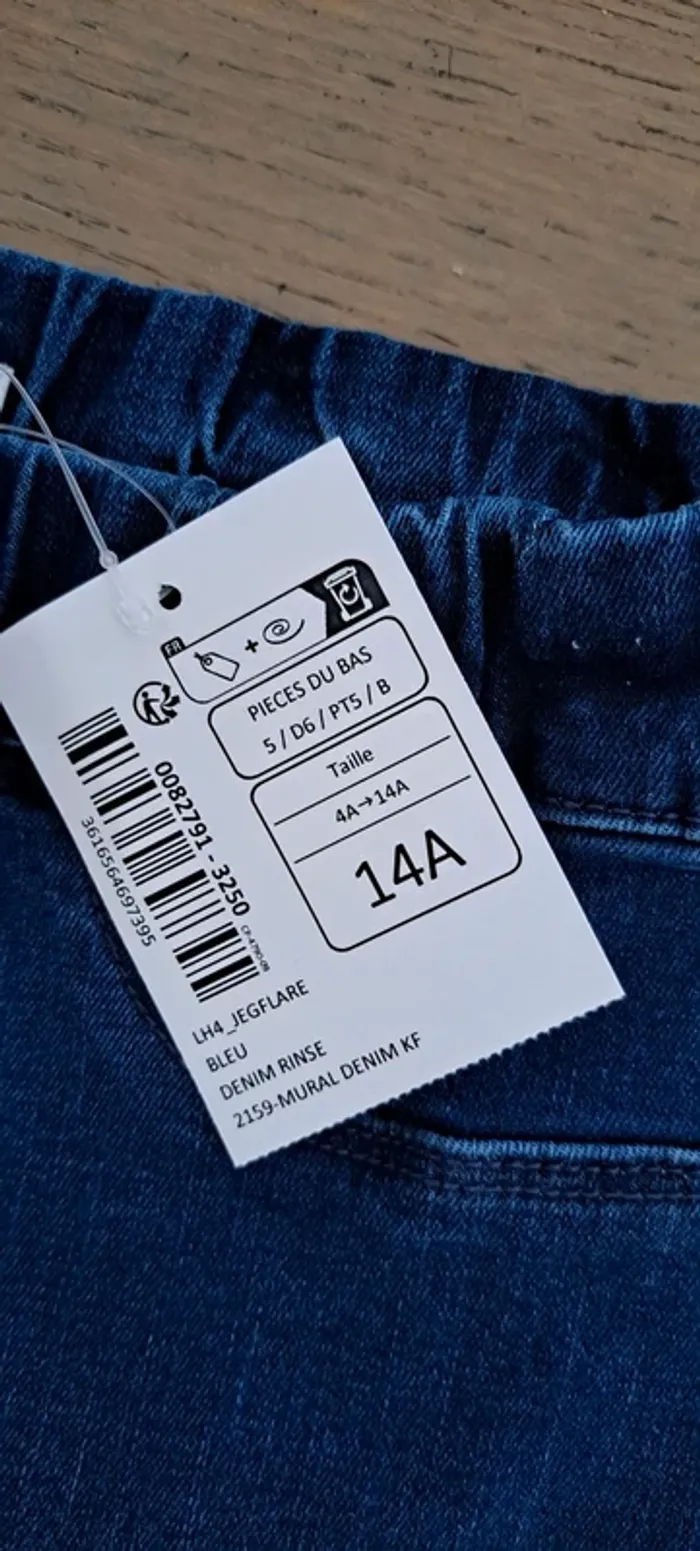 FR
PIECES DU BAS
5 / D6 / PT5 / B
Taille
4A→14A
14A
0082791 - 3250
3616564697395
LH4_JEGFLARE
BLEU
DENIM RINSE
2159-MURAL DENIM KF